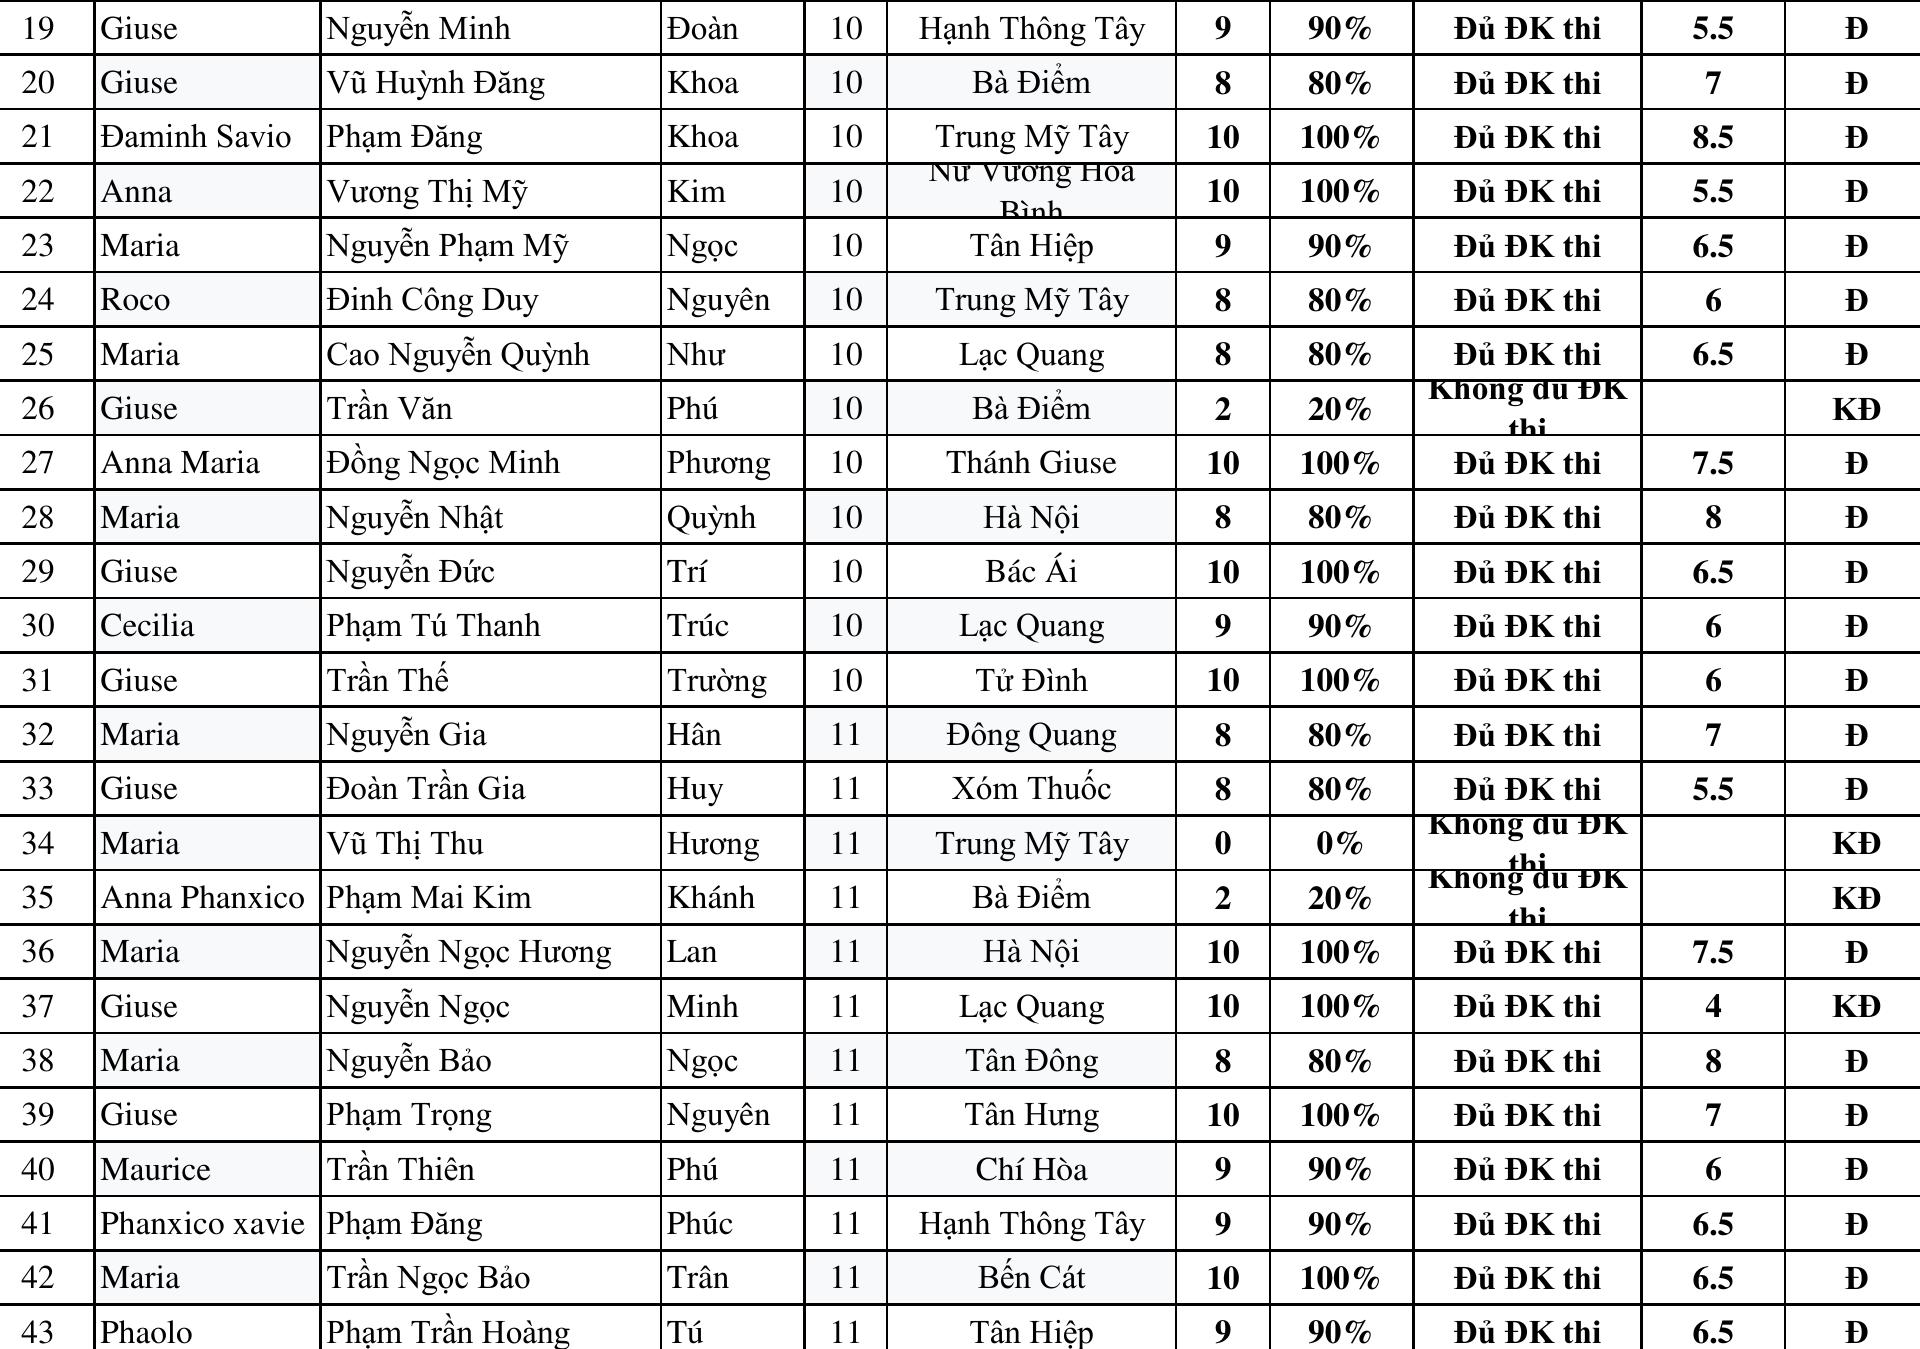 19 Giuse Nguyễn Minh Đoàn 10 Hạnh Thông Tây 9 90% Đủ ĐK thi 5.5 Đ
20 Giuse Vũ Huỳnh Đăng Khoa 10 Bà Điểm 8 80% Đủ ĐK thi 7 Đ
21 Đaminh Savio Phạm Đăng Khoa 10 Trung Mỹ Tây 10 100% Đủ ĐK thi 8.5 Đ
22 Anna Vương Thị Mỹ Kim 10 Nữ Vương Hoà Bình 10 100% Đủ ĐK thi 5.5 Đ
23 Maria Nguyễn Phạm Mỹ Ngọc 10 Tân Hiệp 9 90% Đủ ĐK thi 6.5 Đ
24 Roco Đinh Công Duy Nguyên 10 Trung Mỹ Tây 8 80% Đủ ĐK thi 6 Đ
25 Maria Cao Nguyễn Quỳnh Như 10 Lạc Quang 8 80% Đủ ĐK thi 6.5 Đ
26 Giuse Trần Văn Phú 10 Bà Điểm 2 20% Không đủ ĐK thi KĐ
27 Anna Maria Đồng Ngọc Minh Phương 10 Thánh Giuse 10 100% Đủ ĐK thi 7.5 Đ
28 Maria Nguyễn Nhật Quỳnh 10 Hà Nội 8 80% Đủ ĐK thi 8 Đ
29 Giuse Nguyễn Đức Trí 10 Bác Ái 10 100% Đủ ĐK thi 6.5 Đ
30 Cecilia Phạm Tú Thanh Trúc 10 Lạc Quang 9 90% Đủ ĐK thi 6 Đ
31 Giuse Trần Thế Trường 10 Tử Đình 10 100% Đủ ĐK thi 6 Đ
32 Maria Nguyễn Gia Hân 11 Đông Quang 8 80% Đủ ĐK thi 7 Đ
33 Giuse Đoàn Trần Gia Huy 11 Xóm Thuốc 8 80% Đủ ĐK thi 5.5 Đ
34 Maria Vũ Thị Thu Hương 11 Trung Mỹ Tây 0 0% Không đủ ĐK thi KĐ
35 Anna Phanxico Phạm Mai Kim Khánh 11 Bà Điểm 2 20% Không đủ ĐK thi KĐ
36 Maria Nguyễn Ngọc Hương Lan 11 Hà Nội 10 100% Đủ ĐK thi 7.5 Đ
37 Giuse Nguyễn Ngọc Minh 11 Lạc Quang 10 100% Đủ ĐK thi 4 KĐ
38 Maria Nguyễn Bảo Ngọc 11 Tân Đông 8 80% Đủ ĐK thi 8 Đ
39 Giuse Phạm Trọng Nguyên 11 Tân Hưng 10 100% Đủ ĐK thi 7 Đ
40 Maurice Trần Thiên Phú 11 Chí Hòa 9 90% Đủ ĐK thi 6 Đ
41 Phanxico xavie Phạm Đăng Phúc 11 Hạnh Thông Tây 9 90% Đủ ĐK thi 6.5 Đ
42 Maria Trần Ngọc Bảo Trân 11 Bến Cát 10 100% Đủ ĐK thi 6.5 Đ
43 Phaolo Phạm Trần Hoàng Tú 11 Tân Hiệp 9 90% Đủ ĐK thi 6.5 Đ